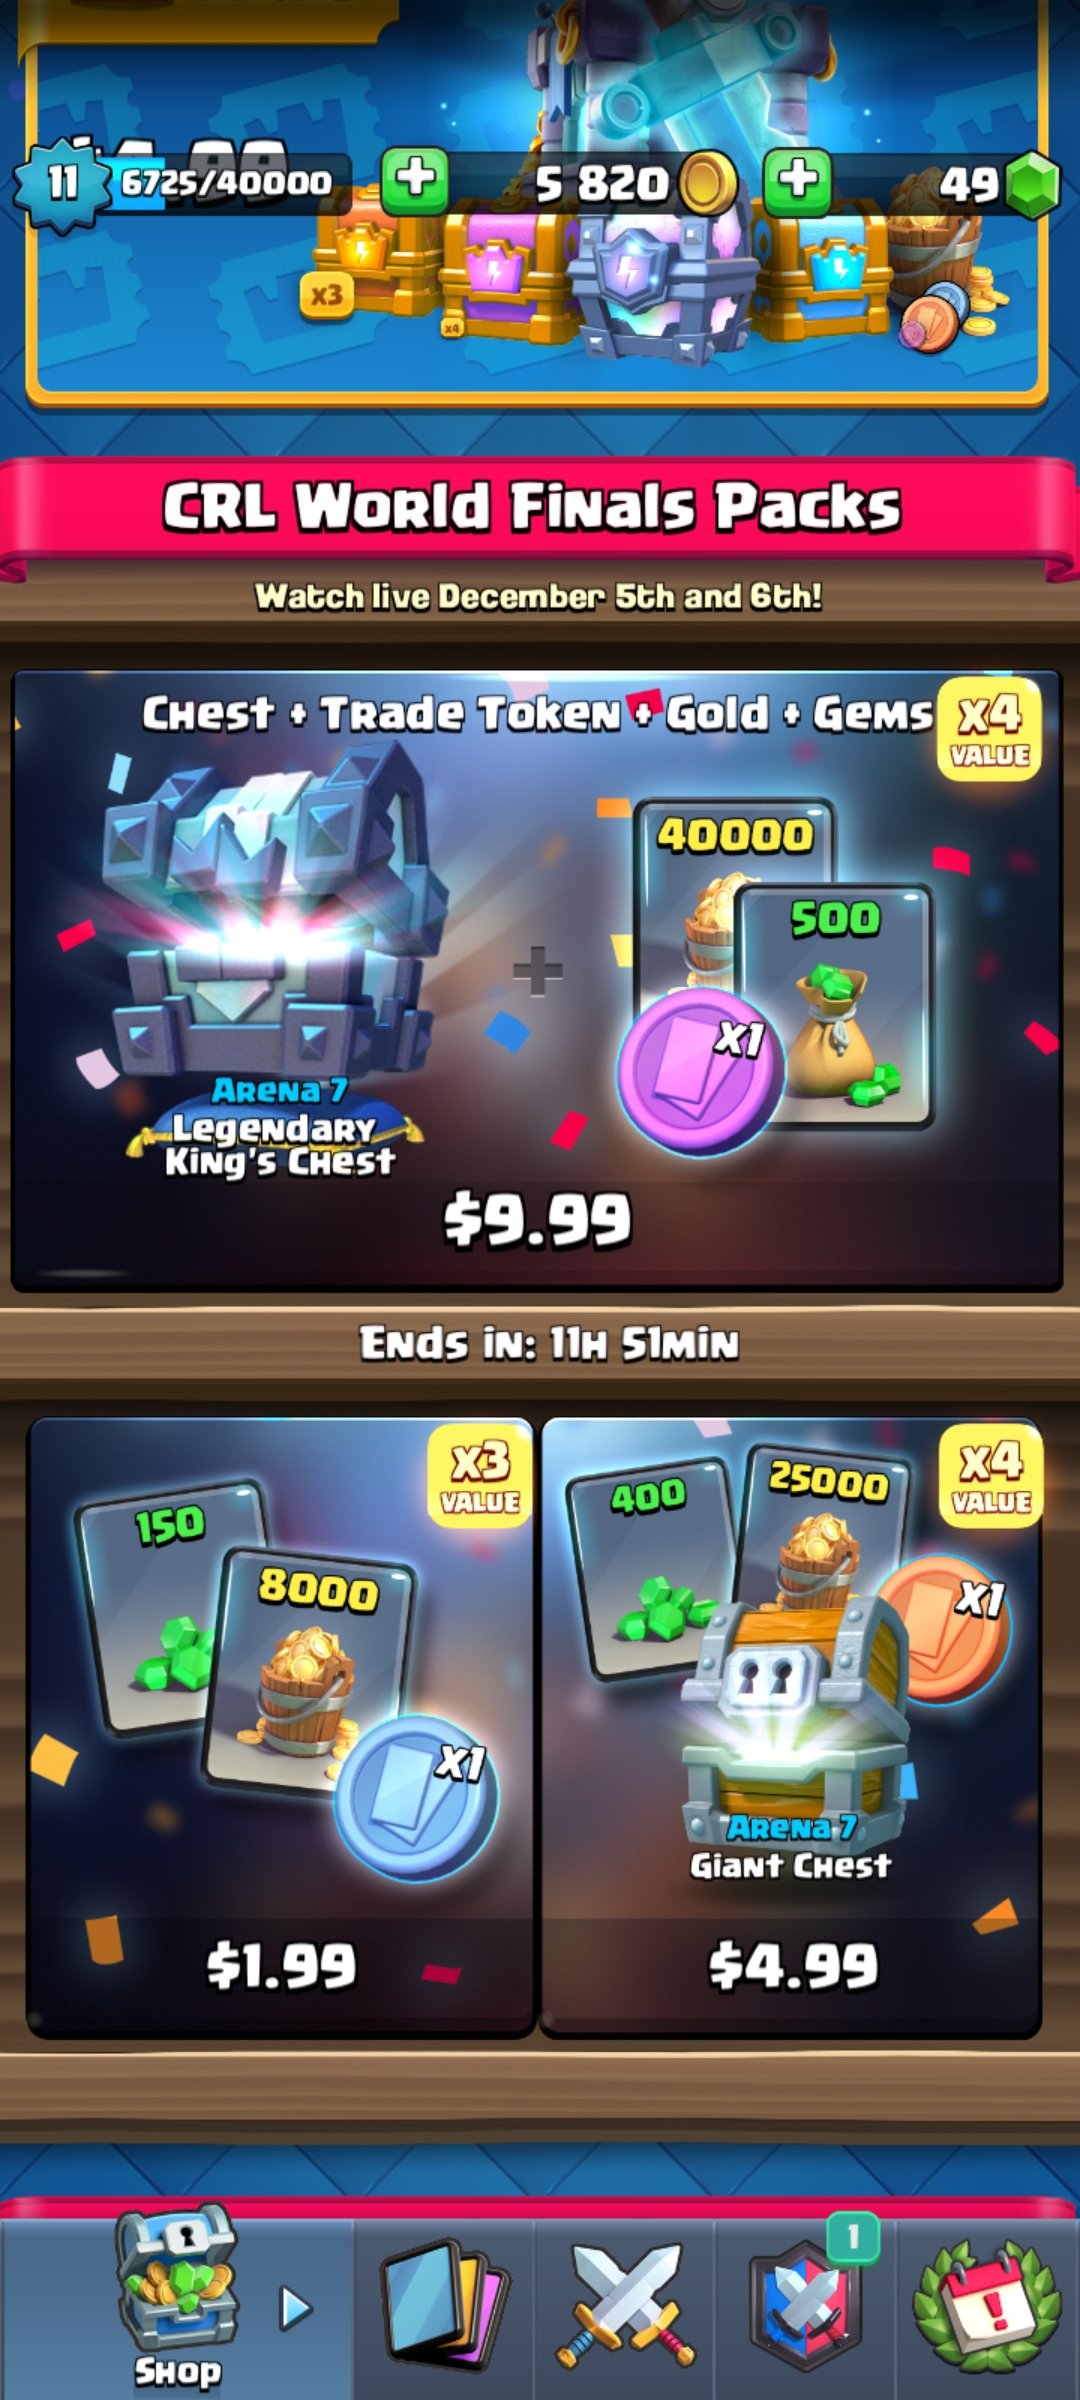 11
6725/40000
5 820
49
x3
x4
CRL World Finals Packs
Watch live December 5th and 6th!
Chest + Trade Token + Gold + Gems
x4
VALUE
40000
500
x1
Arena 7
Legendary
King's Chest
$9.99
Ends in: 11h 51min
x3
VALUE
150
8000
x1
$1.99
x4
VALUE
400
25000
x1
Arena 7
Giant Chest
$4.99
1
Shop